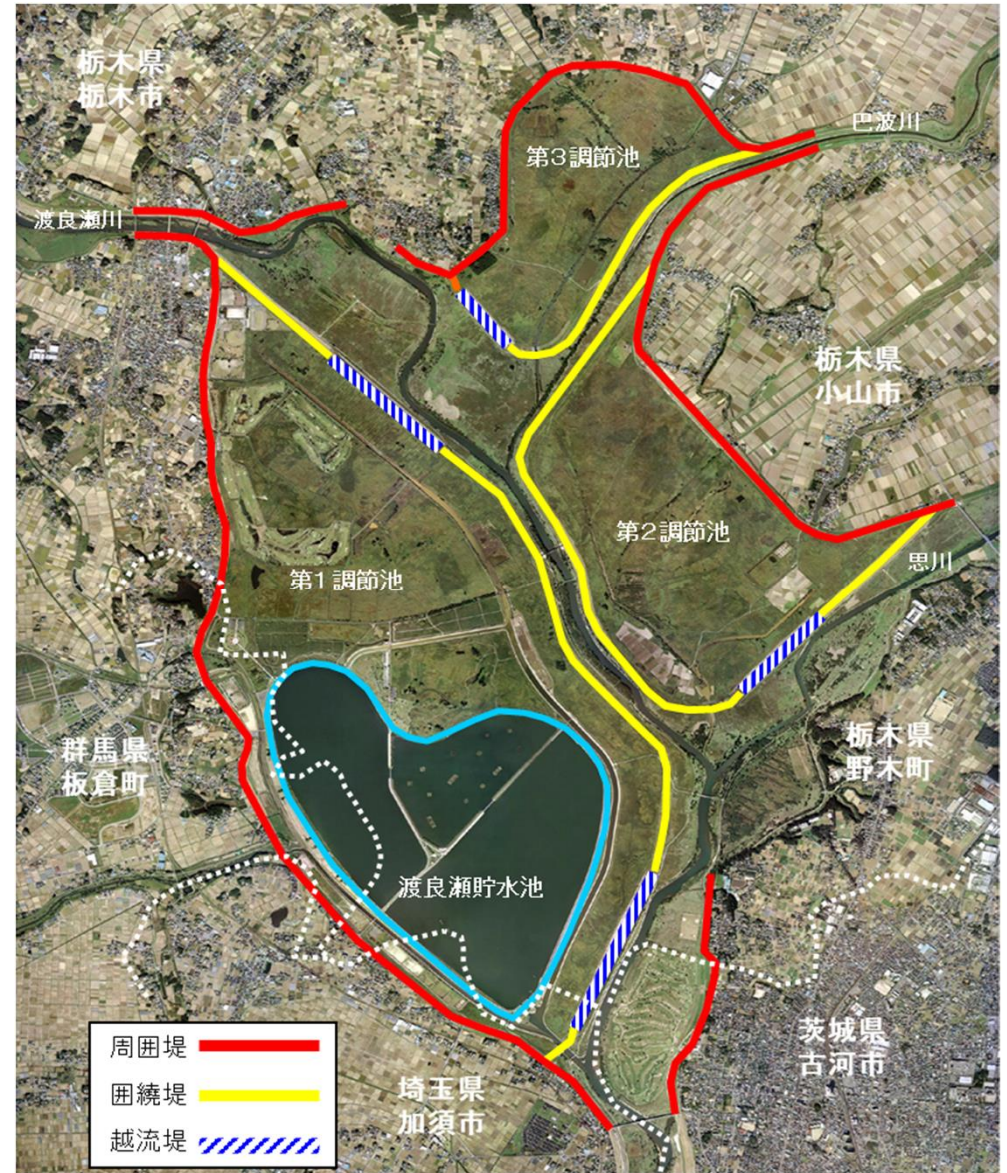 栃木県
栃木市
巴波川
第3調節池
渡良瀬川
栃木県
小山市
第2調節池
思川
第1調節池
群馬県
板倉町
栃木県
野木町
渡良瀬貯水池
茨城県
古河市
埼玉県
加須市
周囲堤
囲繞堤
越流堤